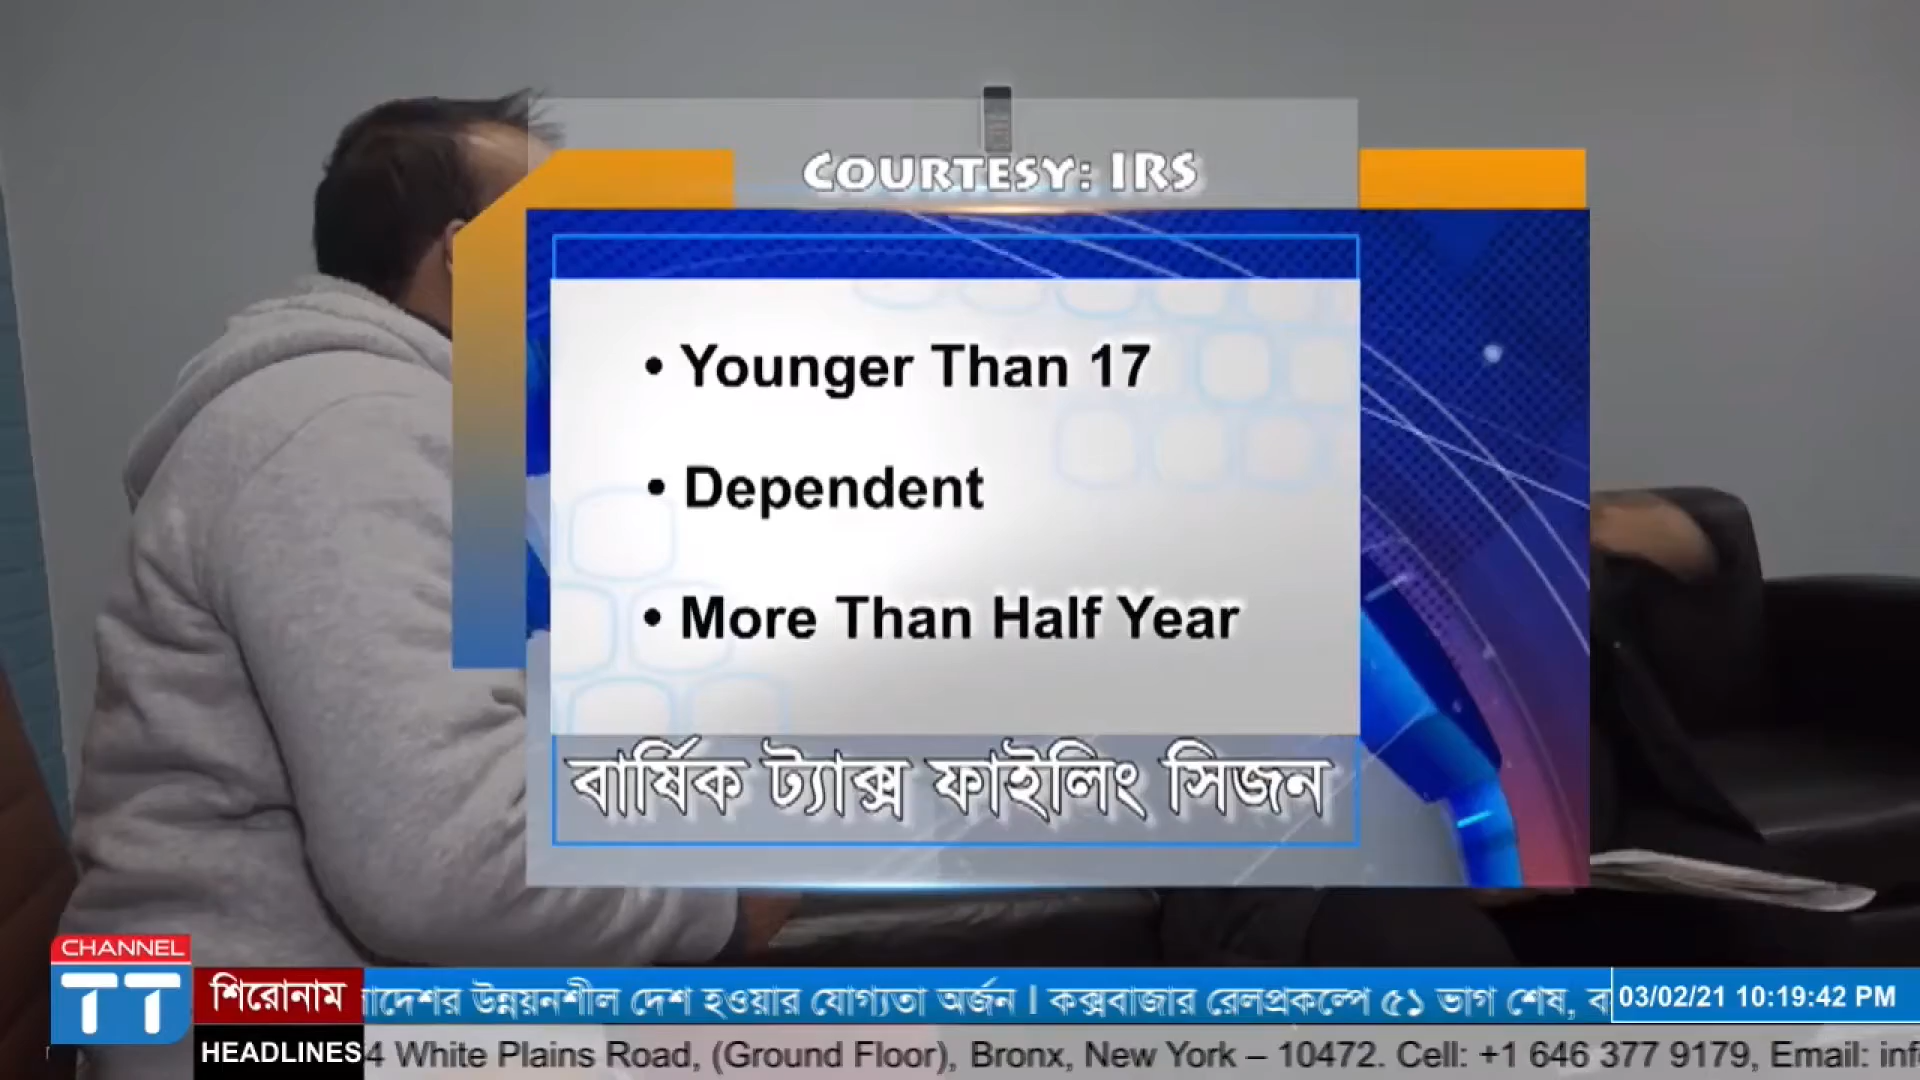 COURTESY: IRS
• Younger Than 17
• Dependent
• More Than Half Year
বার্ষিক ট্যাক্স ফাইলিং সিজন
CHANNEL
TT
শিরোনাম
উন্নয়নশীল দেশ হওয়ার যোগ্যতা অর্জন । কক্সবাজার রেলপ্রকল্পে ৫১ ভাগ শেষ,
03/02/21 10:19:42 PM
HEADLINES
4 White Plains Road, (Ground Floor), Bronx, New York – 10472. Cell: +1 646 377 9179, Email: